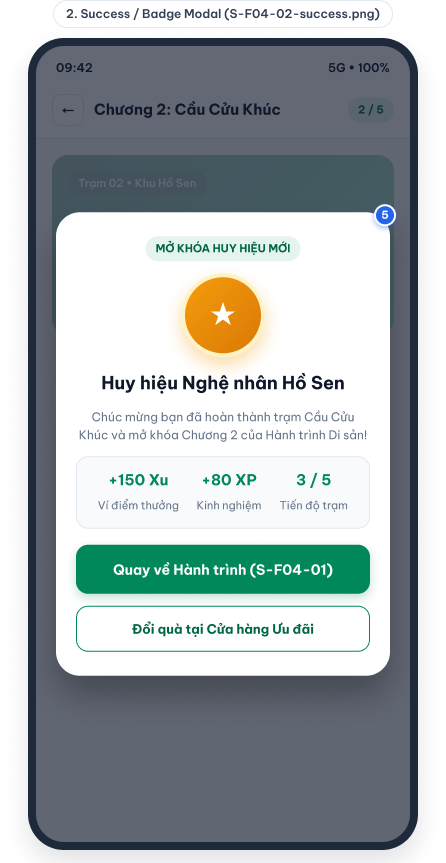 2. Success / Badge Modal (S-F04-02-success.png)
09:42
5G • 100%
← Chương 2: Cầu Cửu Khúc
2 / 5
Trạm 02 • Khu Hồ Sen
5
MỞ KHÓA HUY HIỆU MỚI
Huy hiệu Nghệ nhân Hồ Sen
Chúc mừng bạn đã hoàn thành trạm Cầu Cửu
Khúc và mở khóa Chương 2 của Hành trình Di sản!
+150 Xu
Ví điểm thưởng
+80 XP
Kinh nghiệm
3 / 5
Tiến độ trạm
Quay về Hành trình (S-F04-01)
Đổi quà tại Cửa hàng Ưu đãi